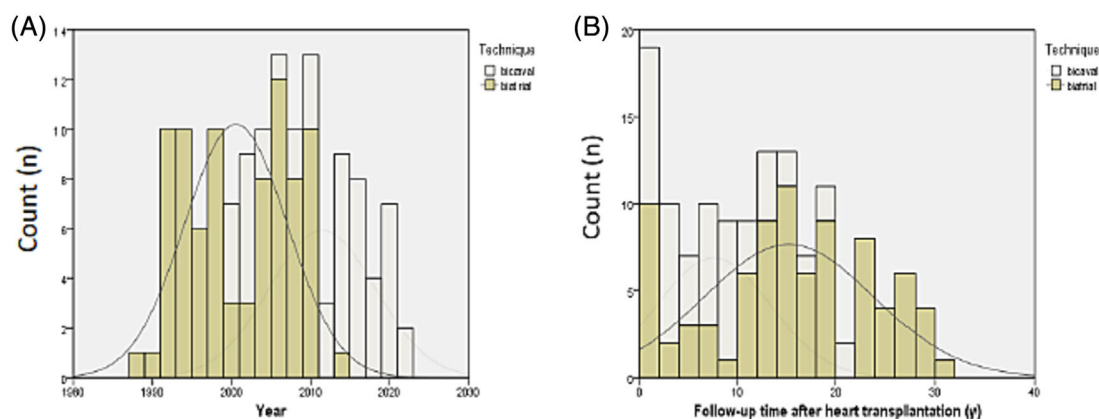 (A)
Count (n)
14
12
10
8
6
4
2
0
1980 1990 2000 2010 2020 2030
Year
Technique
bicaval
biatrial
(B)
Count (n)
20
15
10
5
0
0 10 20 30 40
Follow-up time after heart transplantation (y)
Technique
bicaval
biatrial